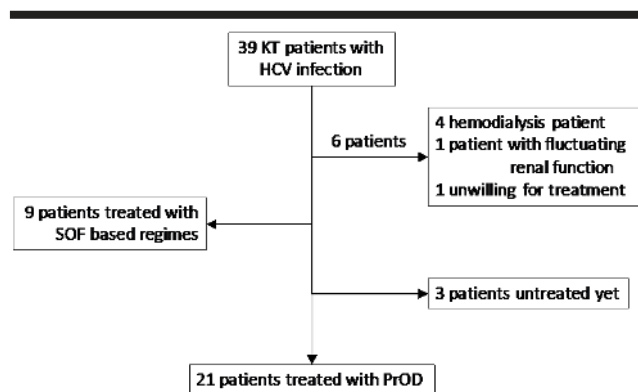 39 KT patients with
HCV infection
6 patients
4 hemodialysis patient
1 patient with fluctuating
renal function
1 unwilling for treatment
9 patients treated with
SOF based regimes
3 patients untreated yet
21 patients treated with PrOD